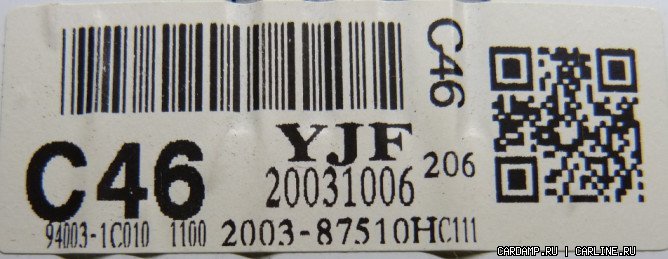 C46
YJF
C46
20031006 206
94003-1C010 1100 2003-87510HC111
CARDAMP.RU | CARLINE.RU